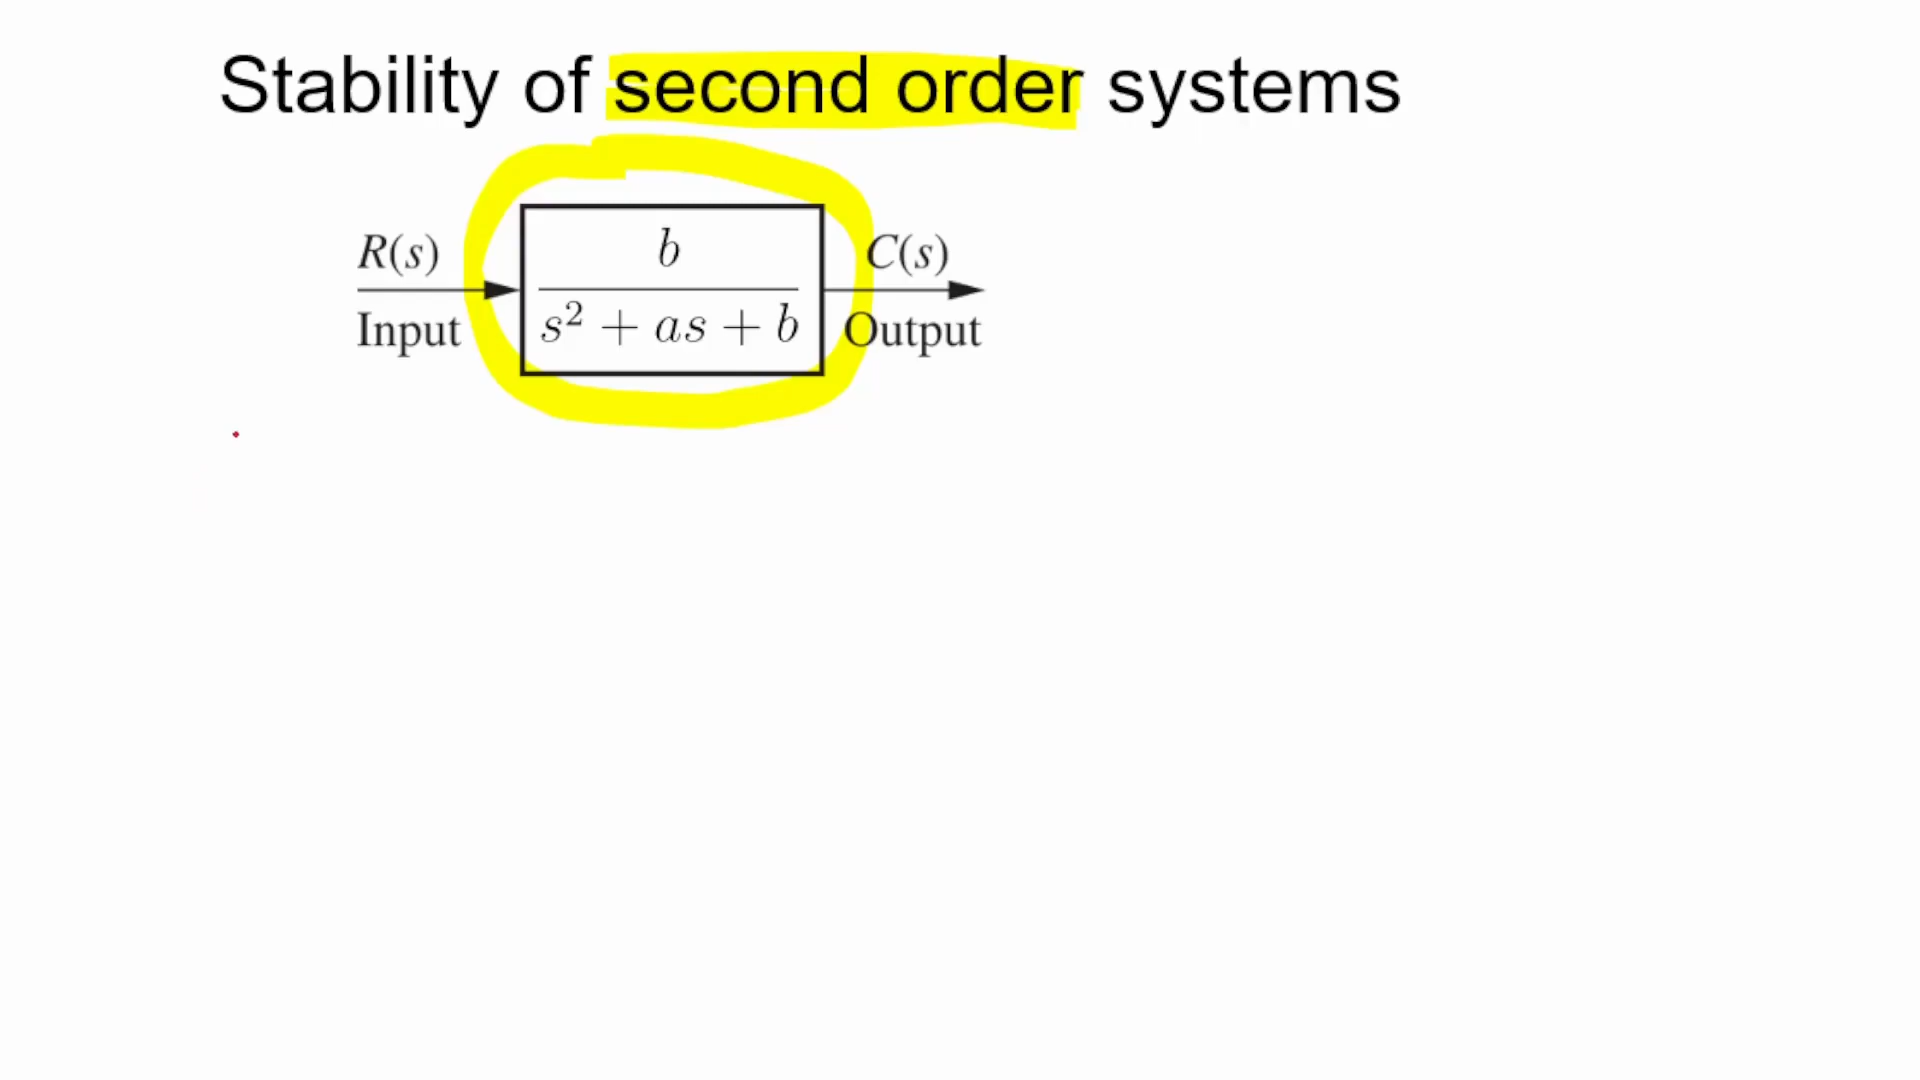 Stability of second order systems
R(s)
Input
b
s² + as + b
C(s)
Output